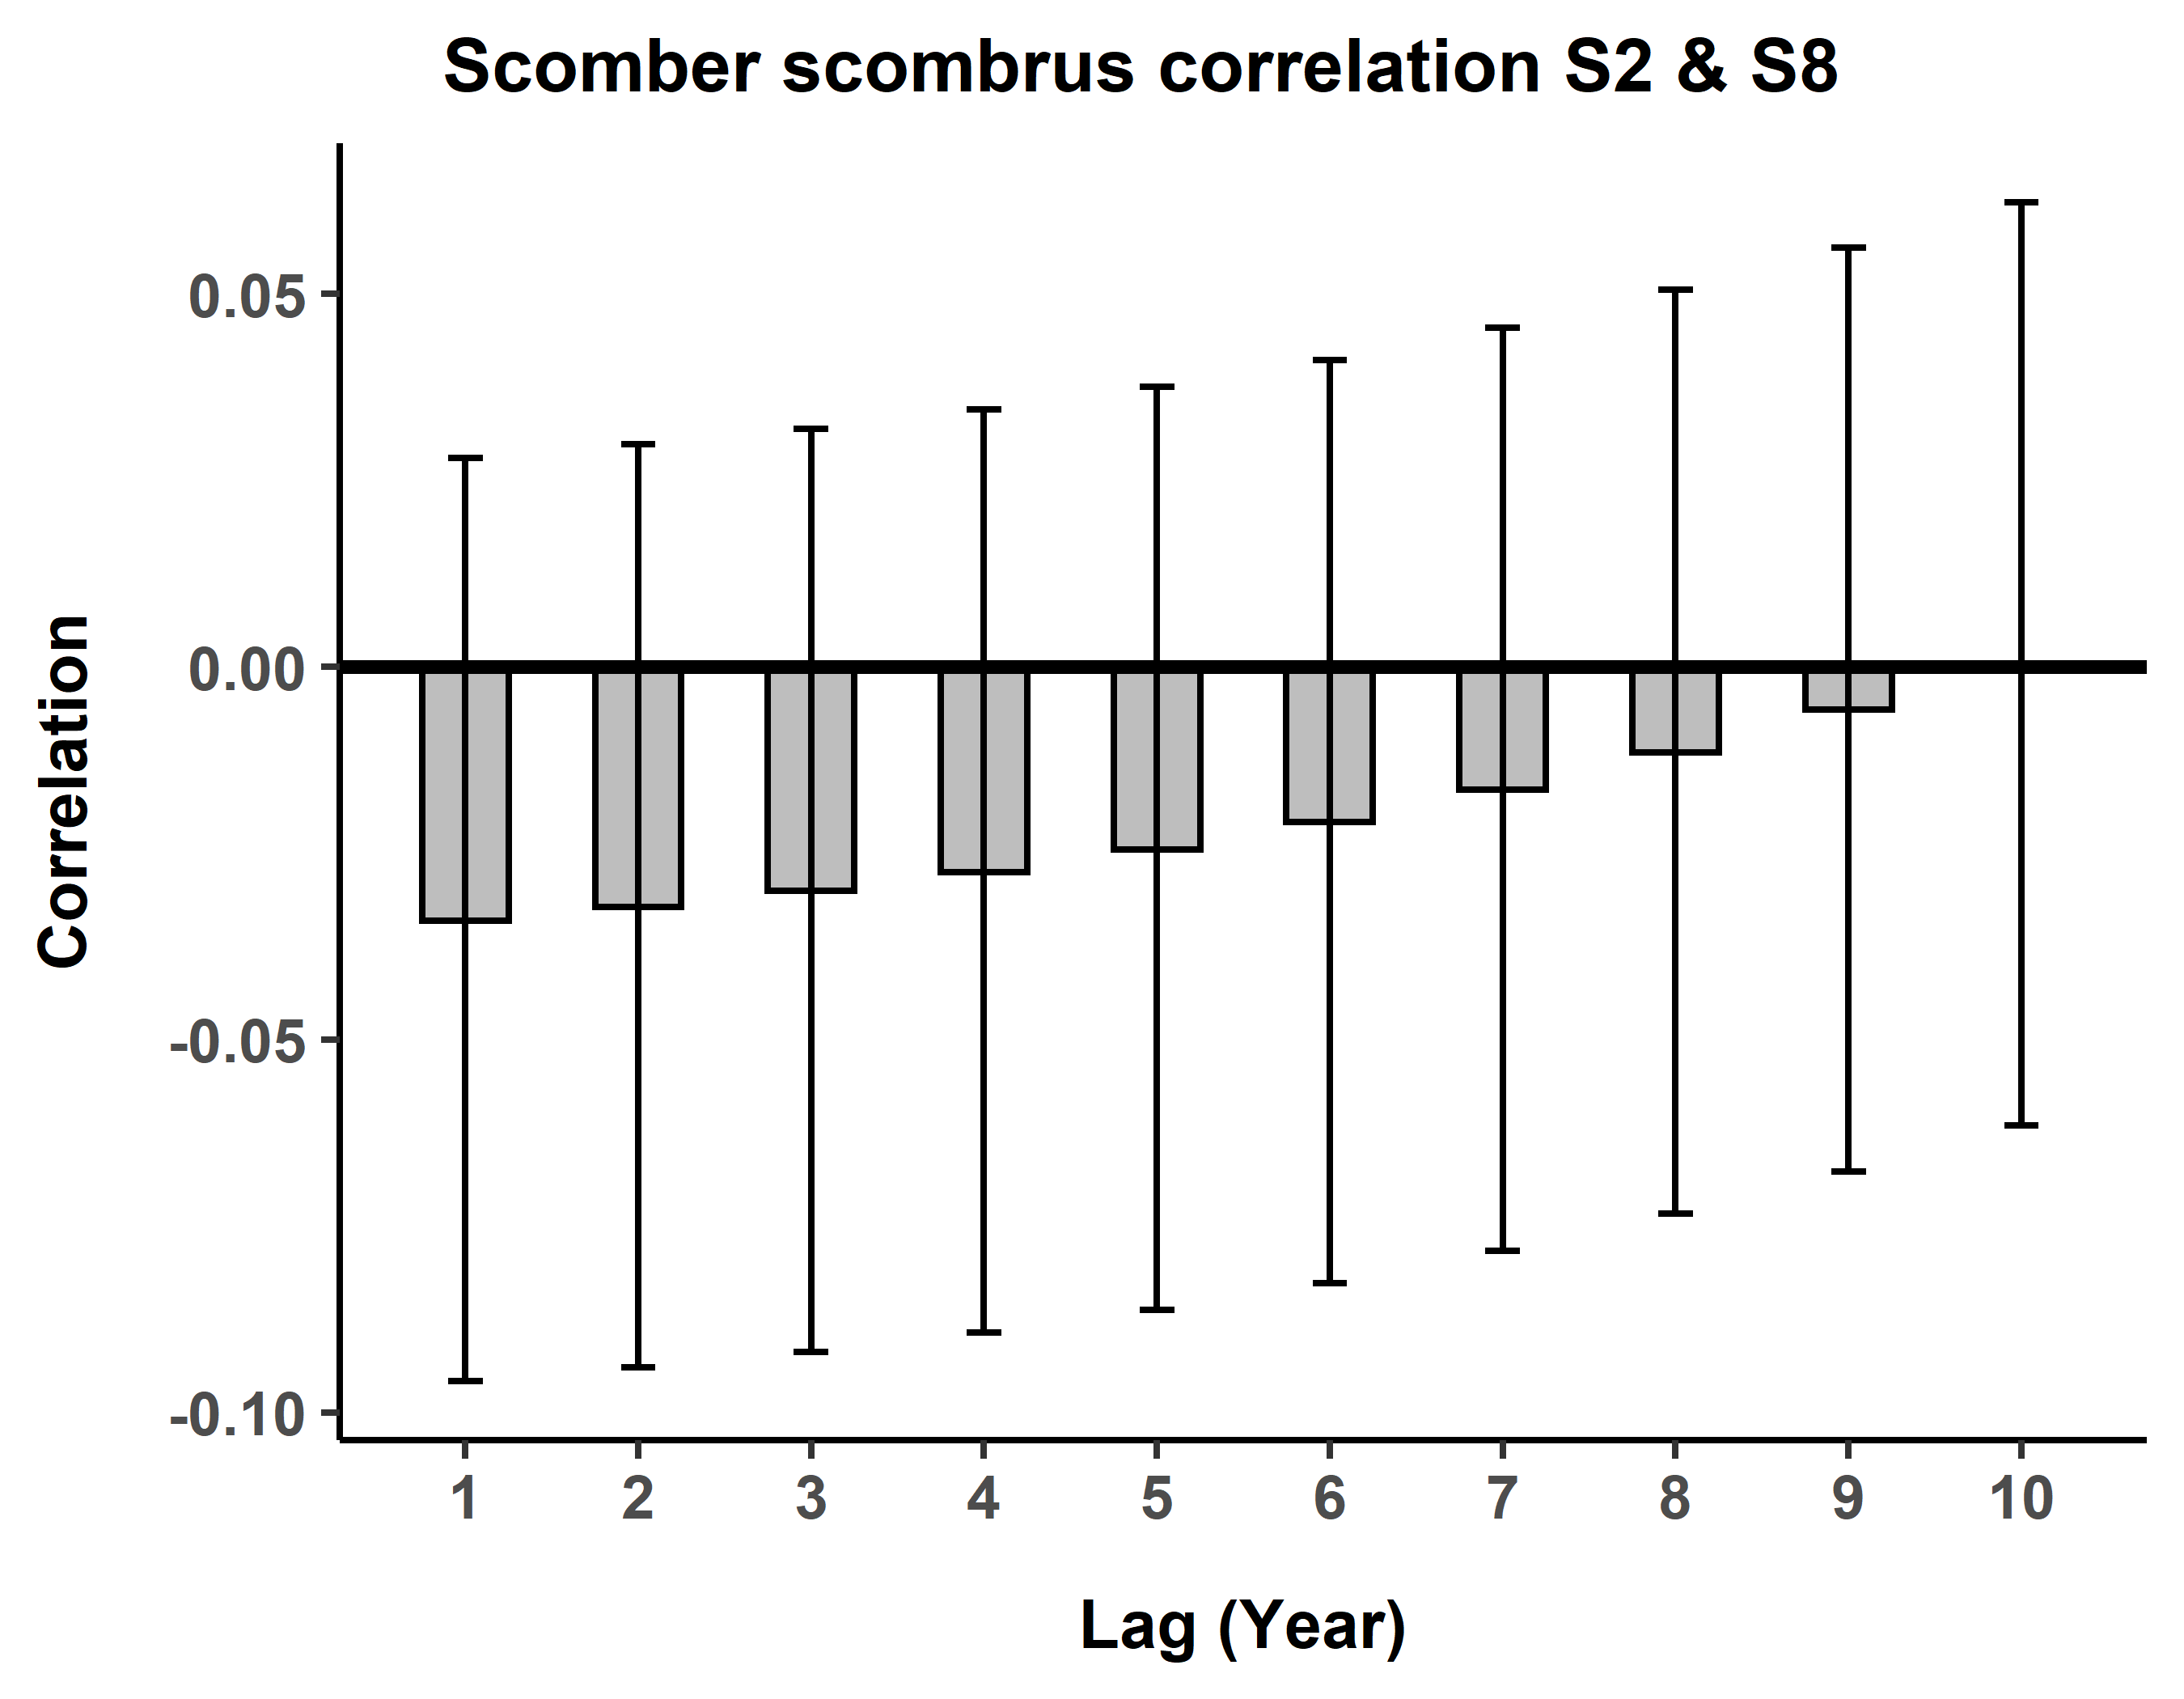 Scomber scombrus correlation S2 & S8
Correlation
0.05
0.00
-0.05
-0.10
1 2 3 4 5 6 7 8 9 10
Lag (Year)